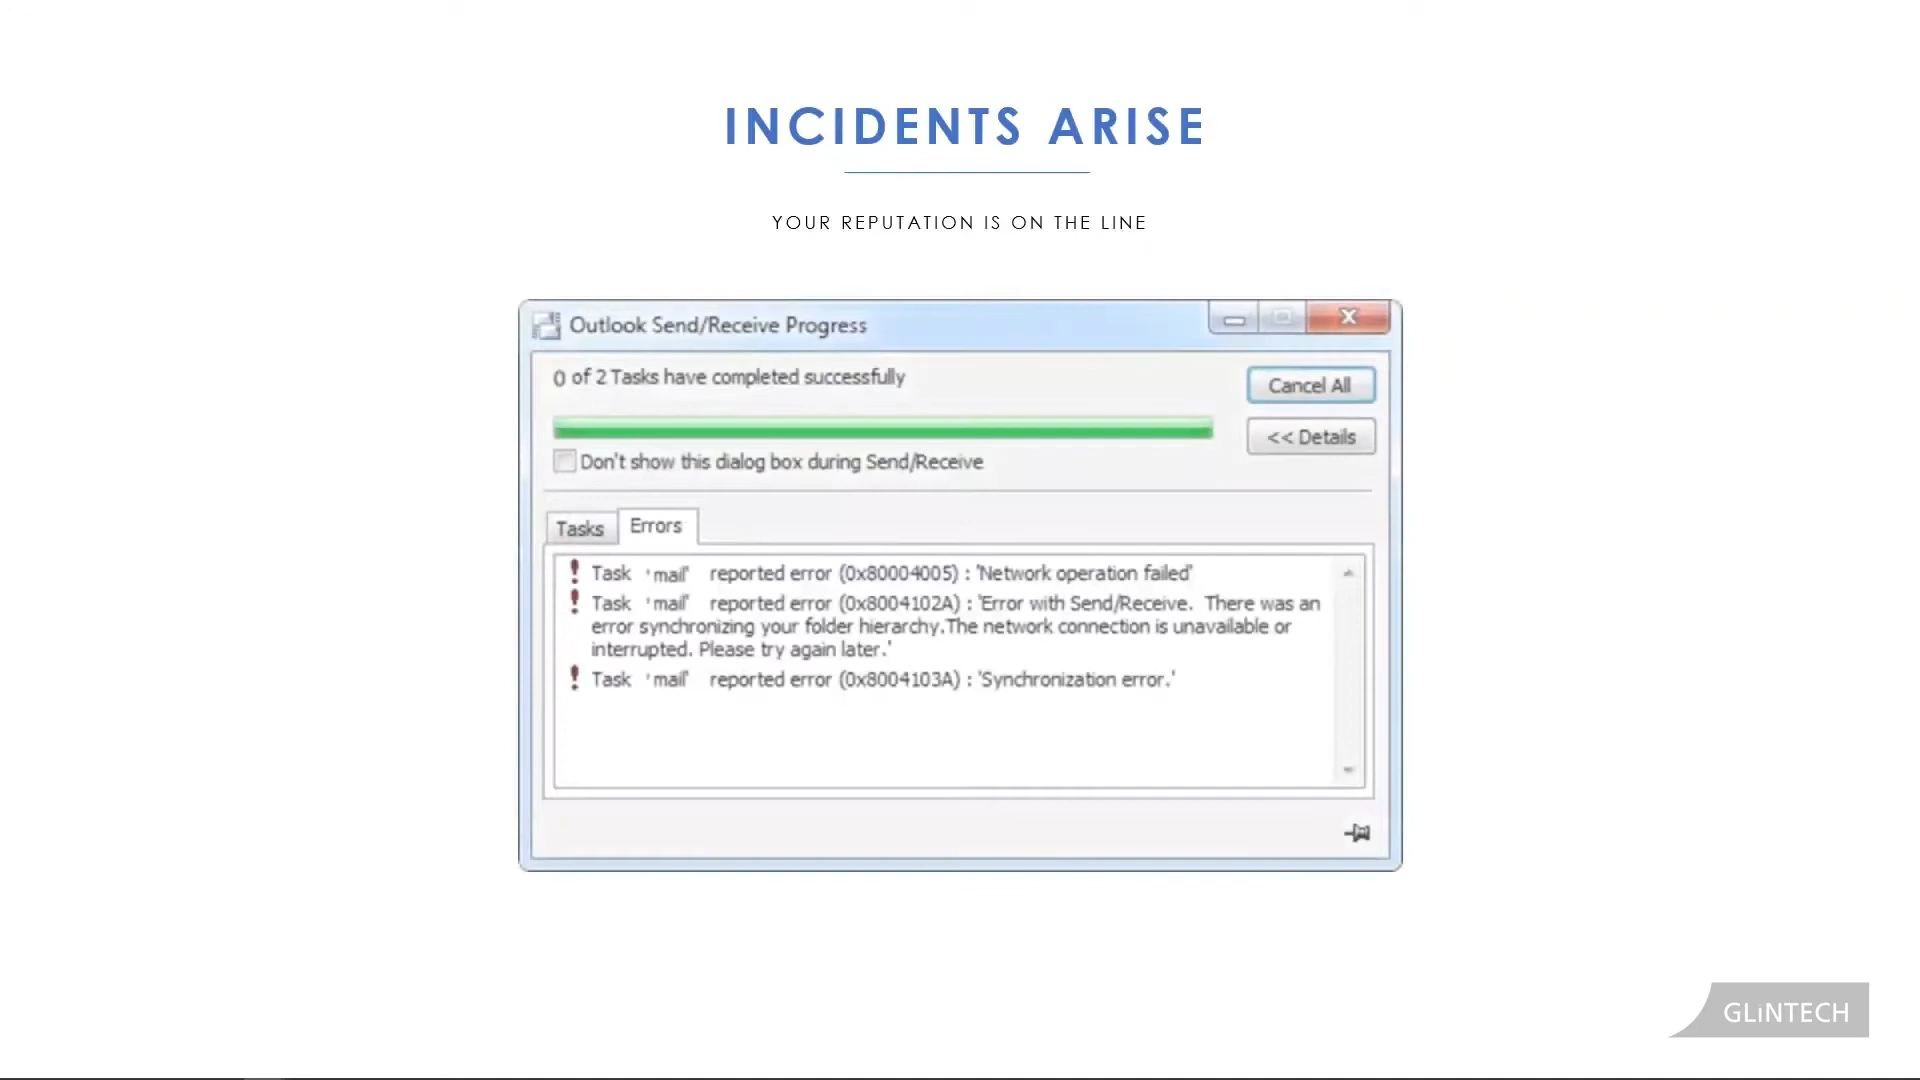 INCIDENTS ARISE
YOUR REPUTATION IS ON THE LINE
Outlook Send/Receive Progress
0 of 2 Tasks have completed successfully
Cancel All
<< Details
Don't show this dialog box during Send/Receive
Tasks
Errors
Task 'mail' reported error (0x80004005) : 'Network operation failed'
Task 'mail' reported error (0x8004102A) : 'Error with Send/Receive. There was an
error synchronizing your folder hierarchy.The network connection is unavailable or
interrupted. Please try again later.'
Task 'mail' reported error (0x8004103A) : 'Synchronization error.'
GLiNTECH